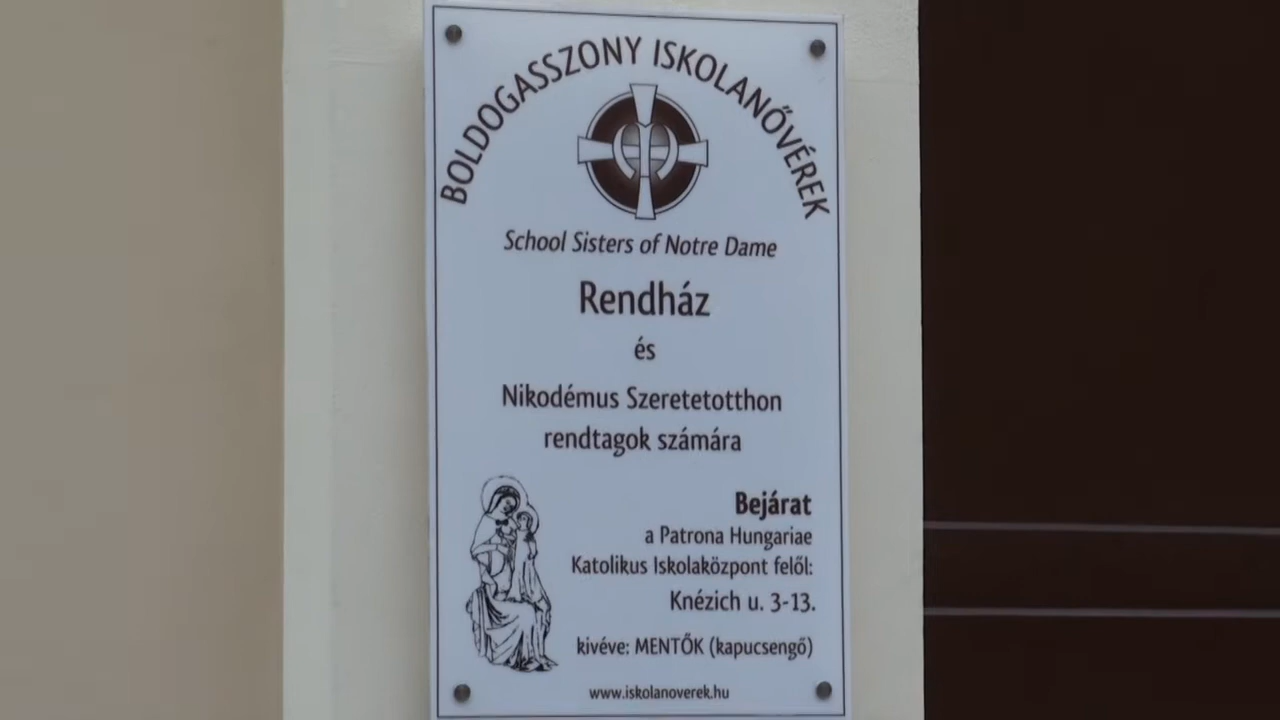 BOLDOGASSZONY ISKOLANŐVÉREK
School Sisters of Notre Dame
Rendház
és
Nikodémus Szeretetotthon
rendtagok számára
Bejárat
a Patrona Hungariae
Katolikus Iskolaközpont felől:
Knézich u. 3-13.
kivéve: MENTŐK (kapucsengő)
www.iskolanoverek.hu